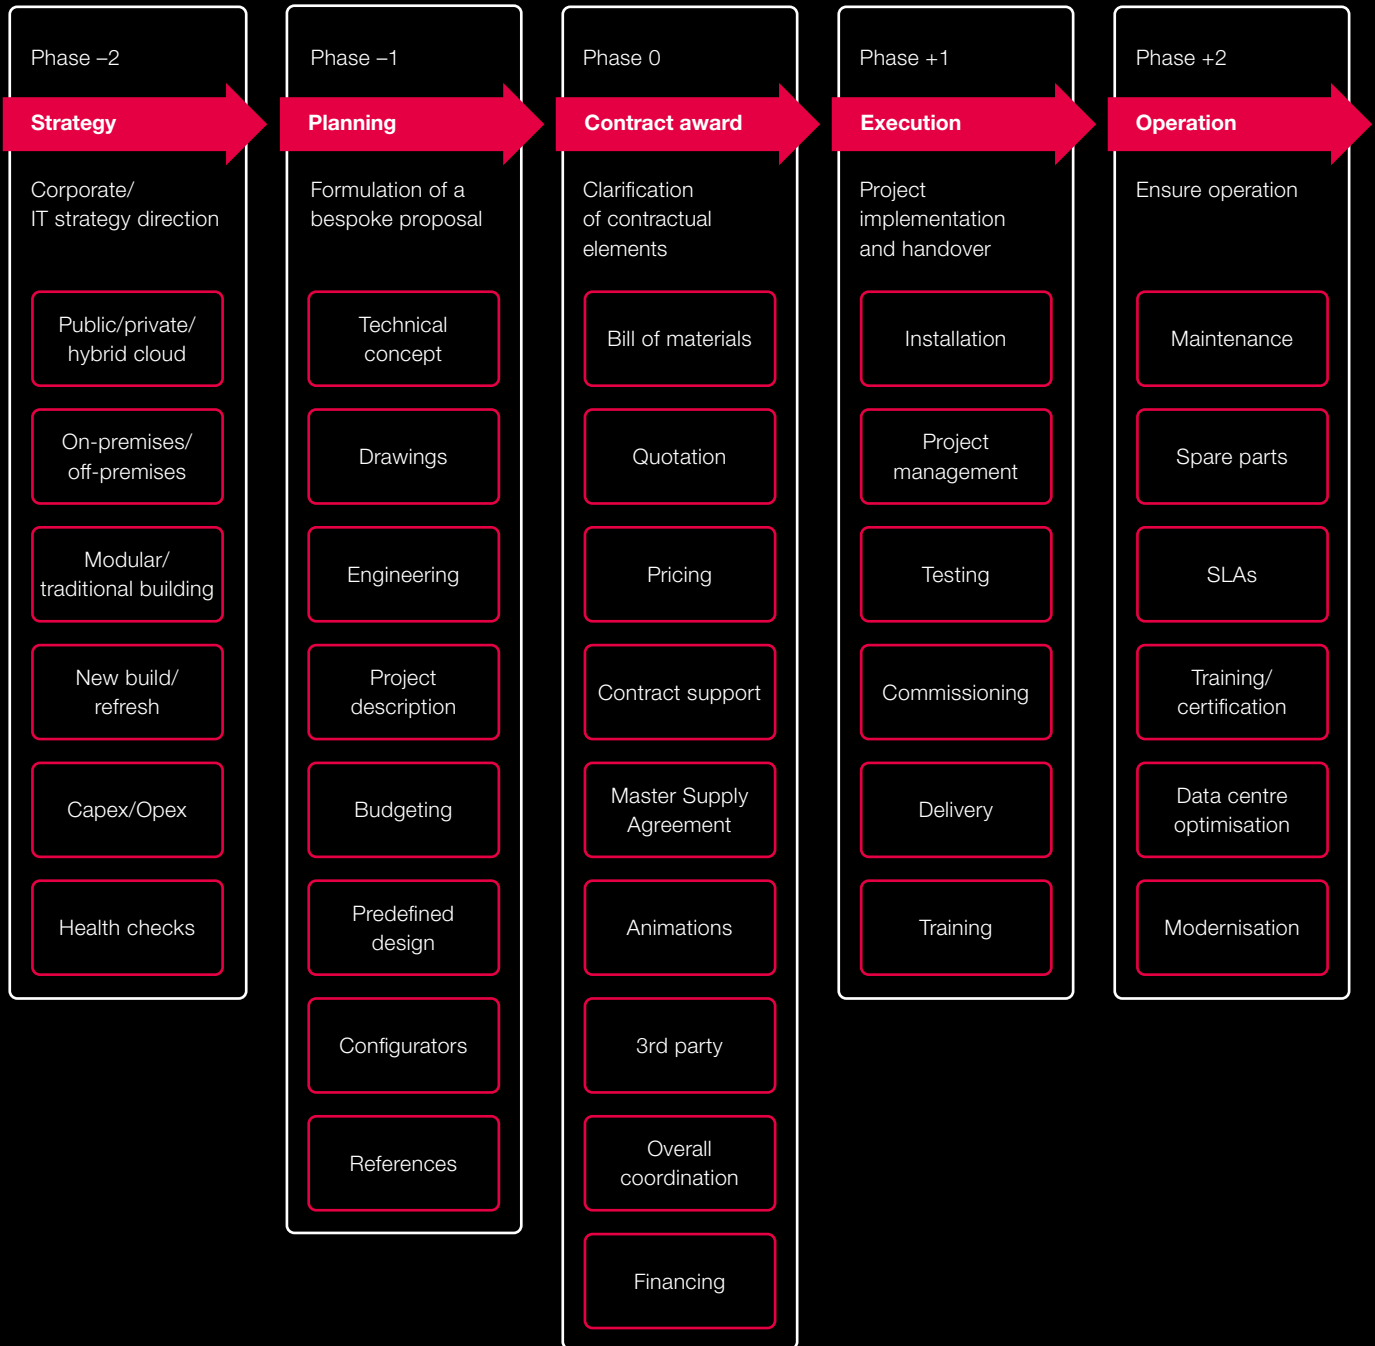 Phase –2
Strategy
Corporate/
IT strategy direction
Public/private/
hybrid cloud
On-premises/
off-premises
Modular/
traditional building
New build/
refresh
Capex/Opex
Health checks
Phase –1
Planning
Formulation of a
bespoke proposal
Technical
concept
Drawings
Engineering
Project
description
Budgeting
Predefined
design
Configurators
References
Phase 0
Contract award
Clarification
of contractual
elements
Bill of materials
Quotation
Pricing
Contract support
Master Supply
Agreement
Animations
3rd party
Overall
coordination
Financing
Phase +1
Execution
Project
implementation
and handover
Installation
Project
management
Testing
Commissioning
Delivery
Training
Phase +2
Operation
Ensure operation
Maintenance
Spare parts
SLAs
Training/
certification
Data centre
optimisation
Modernisation